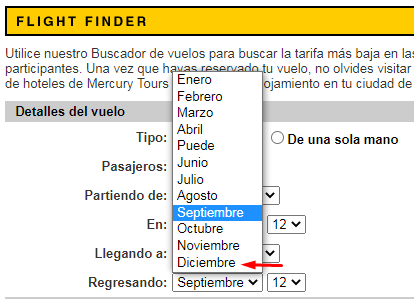 FLIGHT FINDER
Utilice nuestro Buscador de vuelos para buscar la tarifa más baja en las
participantes. Una vez que hayas reservado tu vuelo, no olvides visitar
de hoteles de Mercury Tours ojamiento en tu ciudad de
Detalles del vuelo
Tipo: De una sola mano
Pasajeros:
Partiendo de:
En: 12
Llegando a:
Regresando: Septiembre 12
Enero
Febrero
Marzo
Abril
Puede
Junio
Julio
Agosto
Septiembre
Octubre
Noviembre
Diciembre